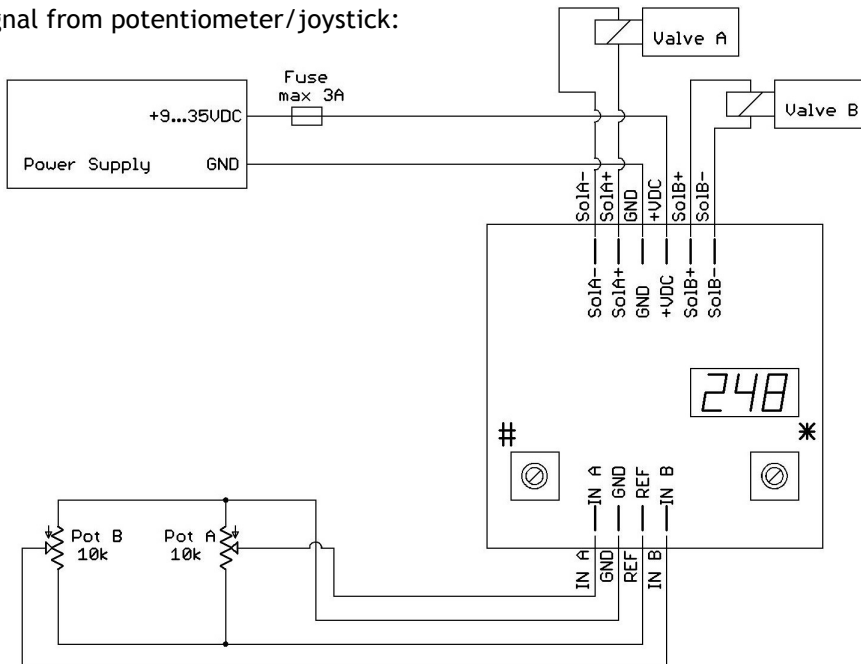 gnal from potentiometer/joystick:
Valve A
Fuse
max 3A
Valve B
+9...35VDC
Power Supply GND
SolA-
SolA+
GND
+VDC
SolB+
SolB-
SolA-
SolA+
GND
+VDC
SolB+
SolB-
248
# *
IN A
GND
REF
IN B
Pot B
10k
Pot A
10k
IN A
GND
REF
IN B